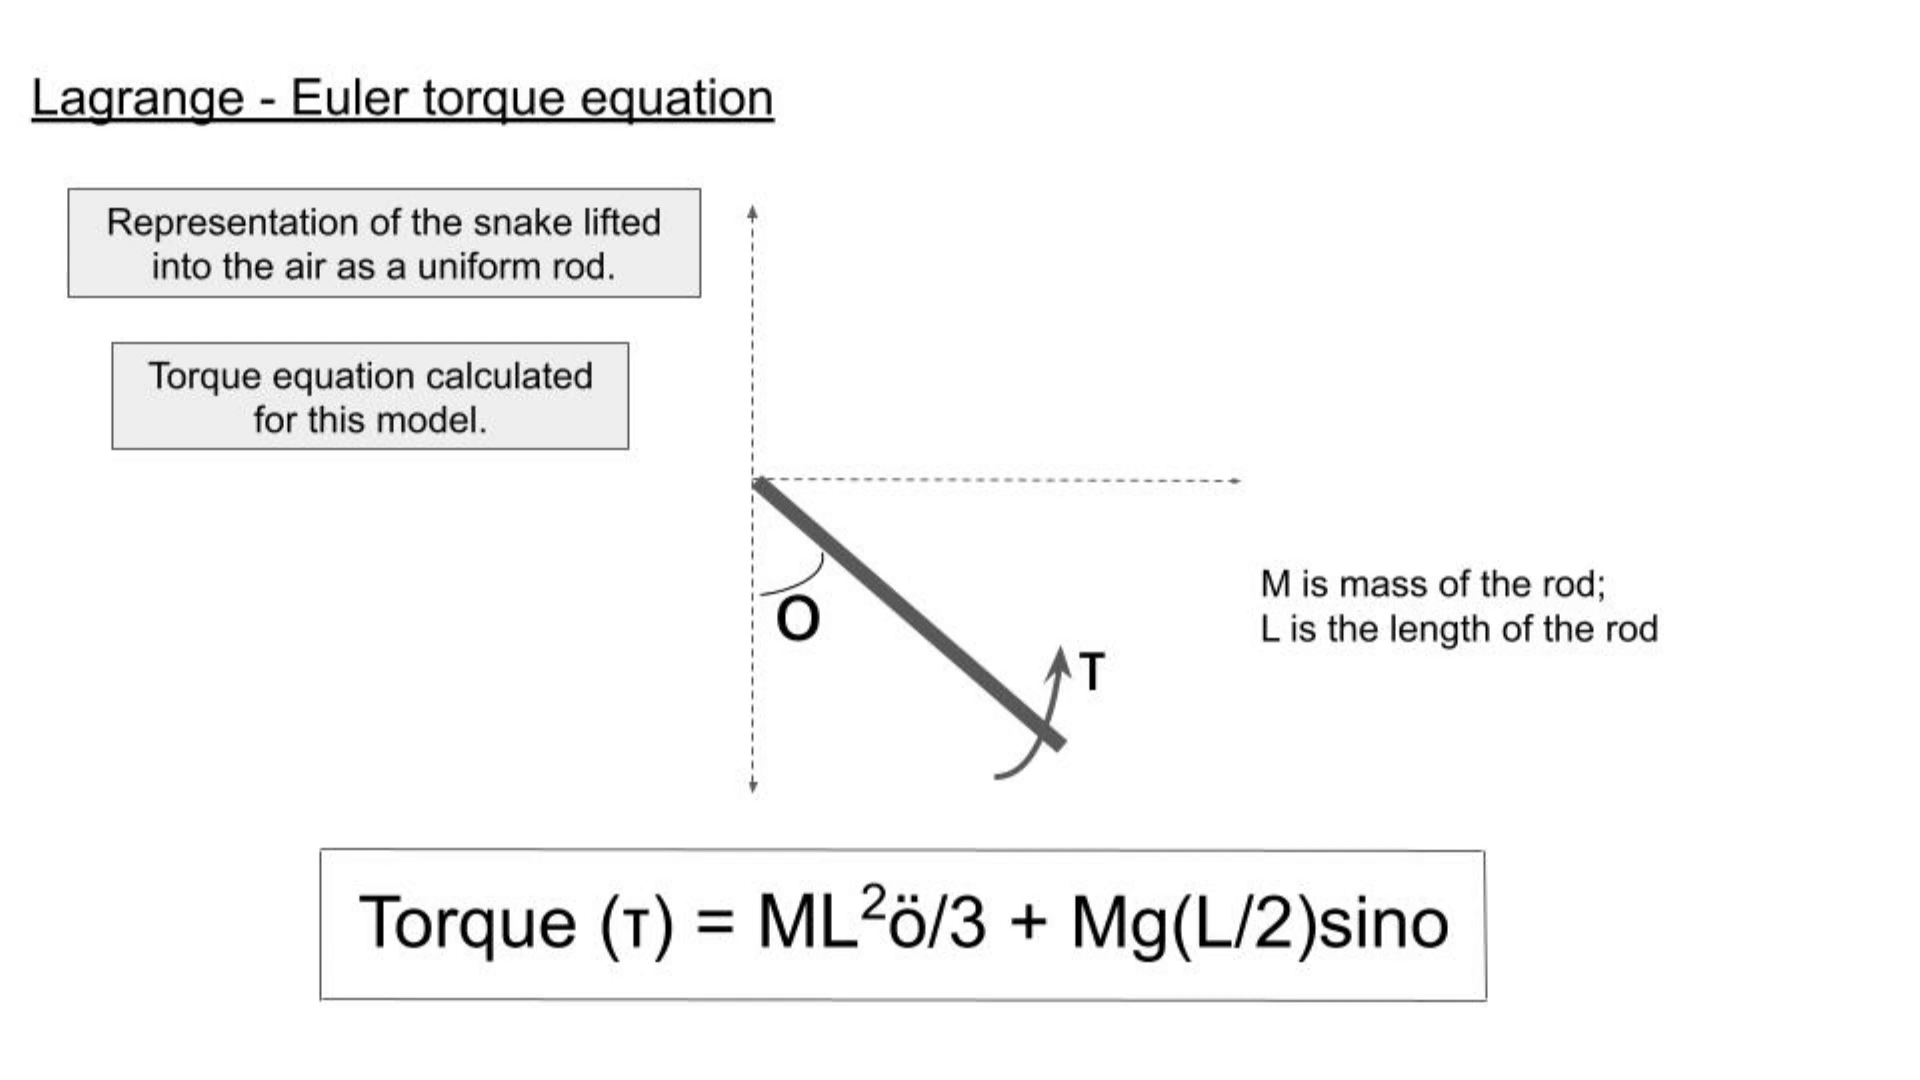 Lagrange - Euler torque equation
Representation of the snake lifted
into the air as a uniform rod.
Torque equation calculated
for this model.
O
T
M is mass of the rod;
L is the length of the rod
Torque (τ) = ML²ö/3 + Mg(L/2)sino